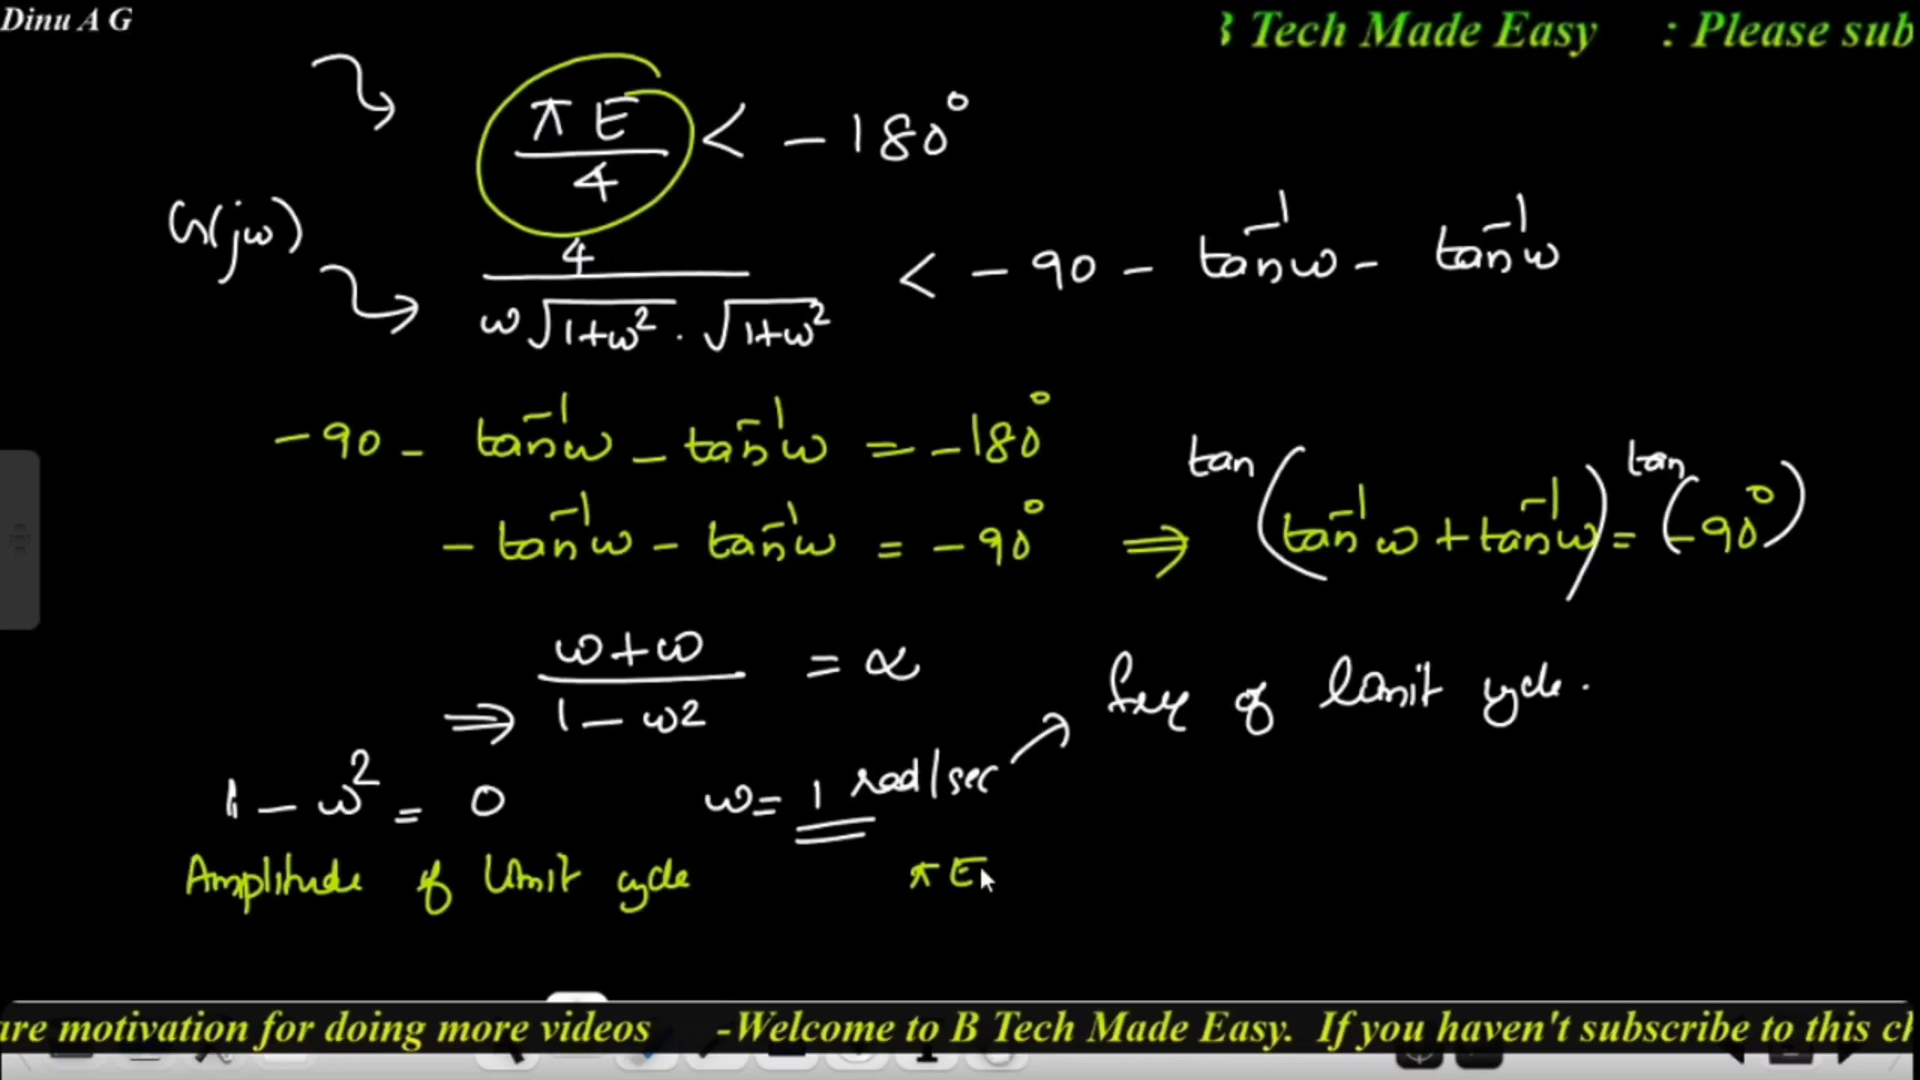 Dinu A G
B Tech Made Easy : Please sub
πE/4 < -180°
G(jω)
4/(ω√(1+ω²) · √(1+ω²)) < -90 - tan⁻¹ω - tan⁻¹ω
-90 - tan⁻¹ω - tan⁻¹ω = -180°
-tan⁻¹ω - tan⁻¹ω = -90° ⇒ tan(tan⁻¹ω + tan⁻¹ω) = tan(-90°)
⇒ (ω+ω)/(1-ω2) = α
freq of limit cycle.
1 - ω² = 0 ω = 1 rad/sec
Amplitude of limit cycle πE
are motivation for doing more videos -Welcome to B Tech Made Easy. If you haven't subscribe to this ch